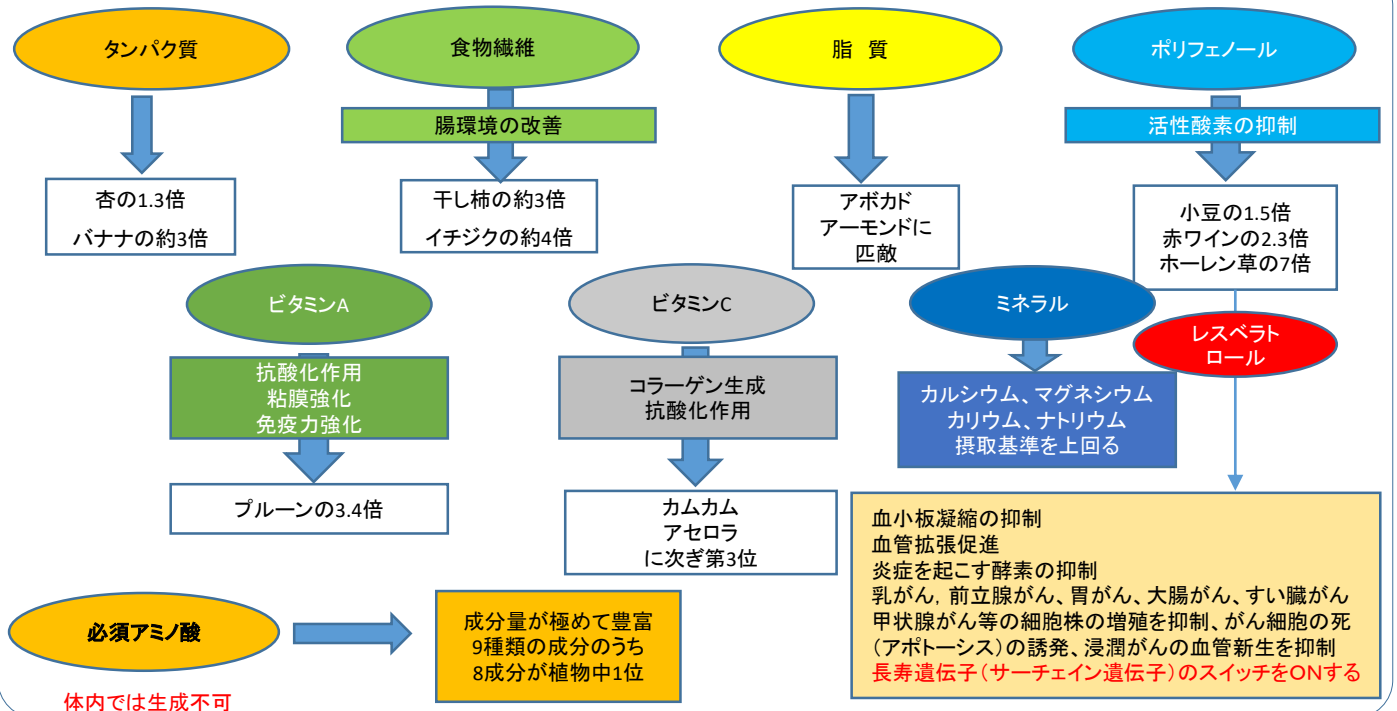 タンパク質
食物繊維
脂 質
ポリフェノール
腸環境の改善
活性酸素の抑制
杏の1.3倍
バナナの約3倍
干し柿の約3倍
イチジクの約4倍
アボカド
アーモンドに
匹敵
小豆の1.5倍
赤ワインの2.3倍
ホーレン草の7倍
ビタミンA
ビタミンC
ミネラル
レスベラト
ロール
抗酸化作用
粘膜強化
免疫力強化
コラーゲン生成
抗酸化作用
カルシウム、マグネシウム
カリウム、ナトリウム
摂取基準を上回る
プルーンの3.4倍
カムカム
アセロラ
に次ぎ第3位
血小板凝縮の抑制
血管拡張促進
炎症を起こす酵素の抑制
乳がん, 前立腺がん、胃がん、大腸がん、すい臓がん
甲状腺がん等の細胞株の増殖を抑制、がん細胞の死
(アポトーシス)の誘発、浸潤がんの血管新生を抑制
長寿遺伝子(サーチェイン遺伝子)のスイッチをONする
必須アミノ酸
成分量が極めて豊富
9種類の成分のうち
8成分が植物中1位
体内では生成不可